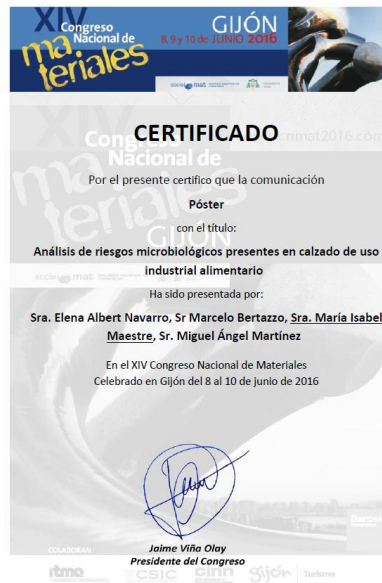 XIV Congreso
Nacional de
materiales
GIJÓN
8, 9 y 10 de JUNIO 2016
CERTIFICADO
Por el presente certifico que la comunicación
Póster
con el título:
Análisis de riesgos microbiológicos presentes en calzado de uso
industrial alimentario
Ha sido presentada por:
Sra. Elena Albert Navarro, Sr Marcelo Bertazzo, Sra. María Isabel
Maestre, Sr. Miguel Ángel Martínez
En el XIV Congreso Nacional de Materiales
Celebrado en Gijón del 8 al 10 de junio de 2016
Jaime Viña Olay
Presidente del Congreso
COLABORAN
itma
CSIC
cinn
Gijón
Turismo